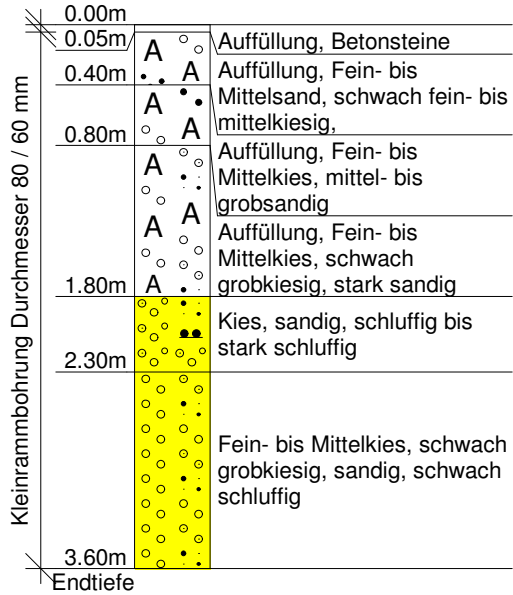 0.00m
0.05m
Auffüllung, Betonsteine
0.40m
Auffüllung, Fein- bis
Mittelsand, schwach fein- bis
mittelkiesig,
0.80m
Auffüllung, Fein- bis
Mittelkies, mittel- bis
grobsandig
Auffüllung, Fein- bis
Mittelkies, schwach
grobkiesig, stark sandig
1.80m
Kies, sandig, schluffig bis
stark schluffig
2.30m
Fein- bis Mittelkies, schwach
grobkiesig, sandig, schwach
schluffig
3.60m
Endtiefe
Kleinrammbohrung Durchmesser 80 / 60 mm
A
A
A
A
A
A
A
A